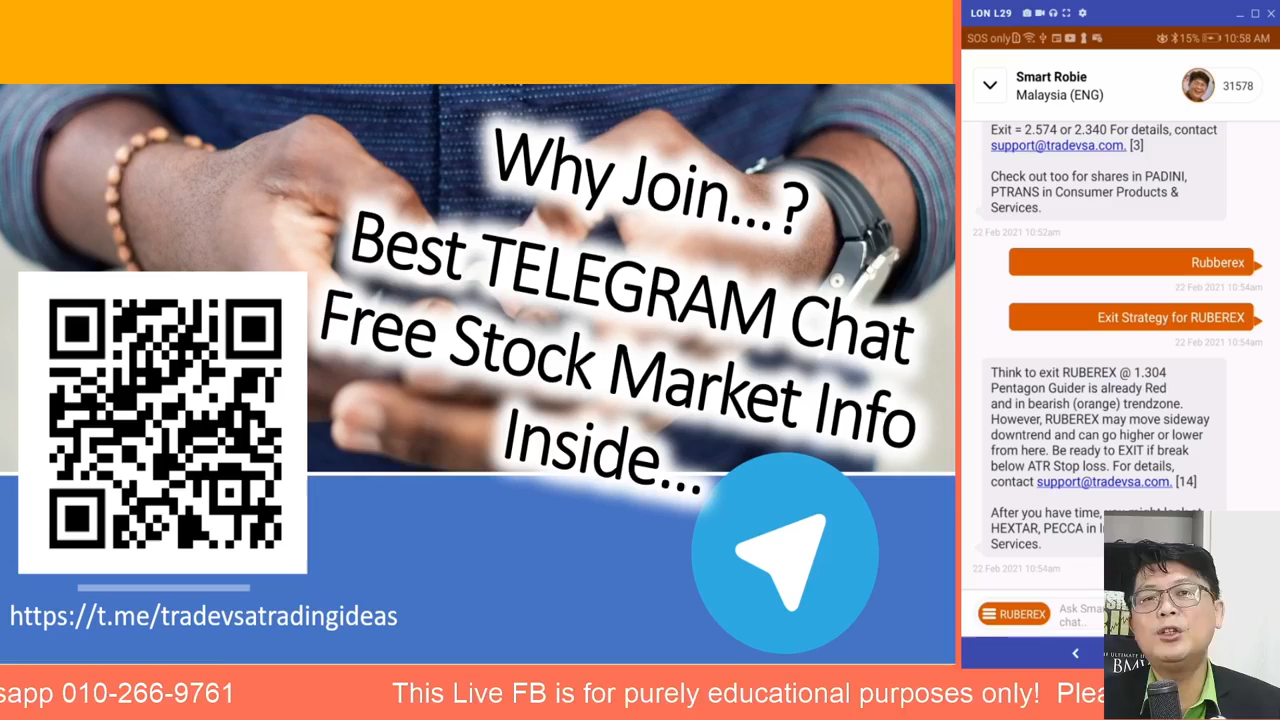 Why Join...?
Best TELEGRAM Chat
Free Stock Market Info
Inside...
https://t.me/tradevsatradingideas
LON L29
SOS only
15%
10:58 AM
Smart Robie
Malaysia (ENG)
31578
Exit = 2.574 or 2.340 For details, contact
support@tradevsa.com. [3]
Check out too for shares in PADINI,
PTRANS in Consumer Products &
Services.
22 Feb 2021 10:52am
Rubberex
22 Feb 2021 10:54am
Exit Strategy for RUBEREX
22 Feb 2021 10:54am
Think to exit RUBEREX @ 1.304
Pentagon Guider is already Red
and in bearish (orange) trendzone.
However, RUBEREX may move sideway
downtrend and can go higher or lower
from here. Be ready to EXIT if break
below ATR Stop loss. For details,
contact support@tradevsa.com. [14]
After you have time, you might look at
HEXTAR, PECCA in
Services.
22 Feb 2021 10:54am
RUBEREX
Ask
chat..
BM
sapp 010-266-9761
This Live FB is for purely educational purposes only! Plea